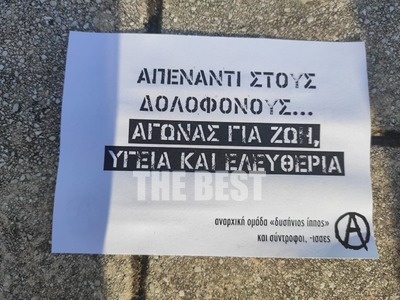 ΑΠΕΝΑΝΤΙ ΣΤΟΥΣ
ΔΟΛΟΦΟΝΟΥΣ...
ΑΓΩΝΑΣ ΓΙΑ ΖΩΗ,
ΥΓΕΙΑ ΚΑΙ ΕΛΕΥΘΕΡΙΑ
THE BEST
αναρχική ομάδα «δυσήνιος ίππος»
και σύντροφοι, -ισσες